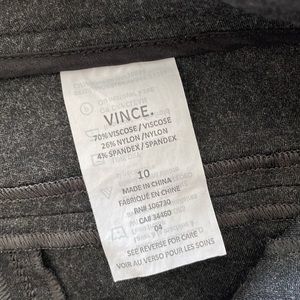 VINCE.
70% VISCOSE / VISCOSE
26% NYLON / NYLON
4% SPANDEX / SPANDEX
10
MADE IN CHINA
FABRIQUÉ EN CHINE
RN# 106730
CA# 34460
04
SEE REVERSE FOR CARE
VOIR AU VERSO POUR LES SOINS